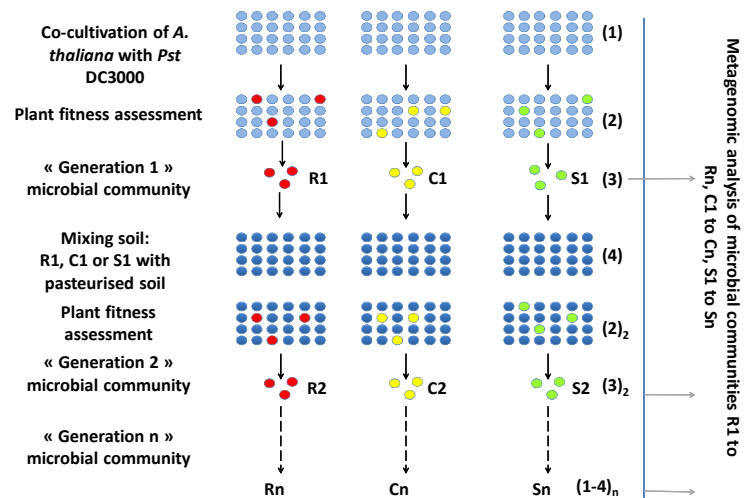 Co-cultivation of A.
thaliana with Pst
DC3000
(1)
Plant fitness assessment
(2)
« Generation 1 »
microbial community
R1
C1
S1
(3)
Mixing soil:
R1, C1 or S1 with
pasteurised soil
(4)
Plant fitness
assessment
(2)2
« Generation 2 »
microbial community
R2
C2
S2
(3)2
« Generation n »
microbial community
Rn
Cn
Sn
(1-4)n
Metagenomic analysis of microbial communities R1 to
Rn, C1 to Cn, S1 to Sn